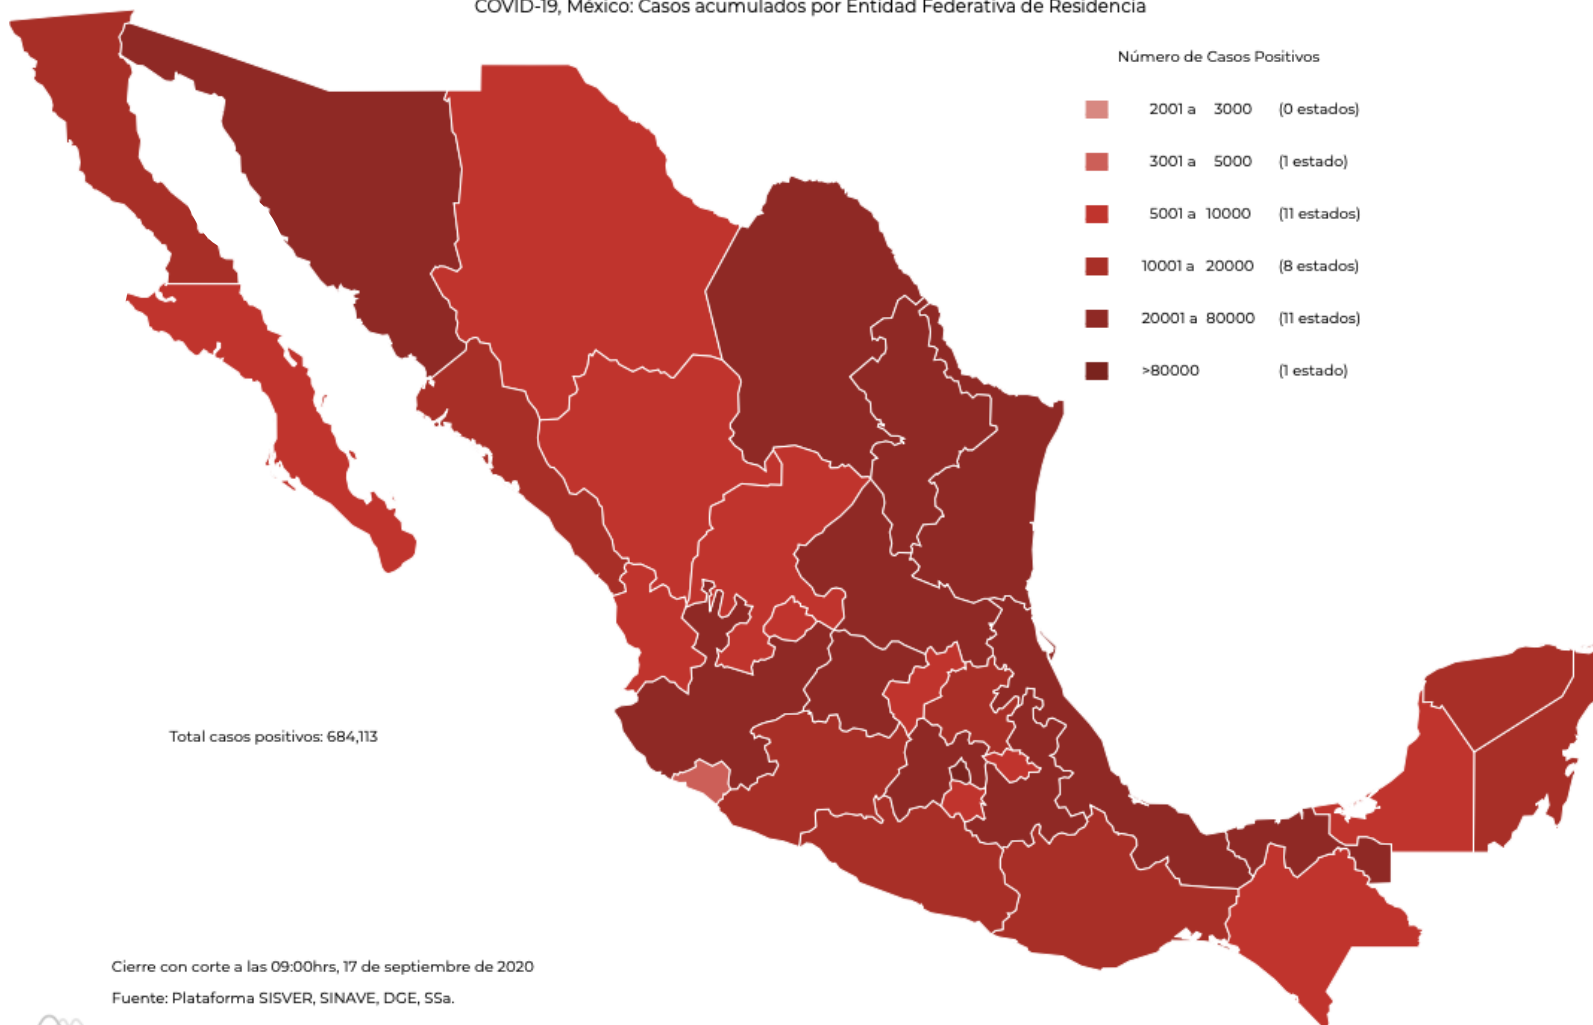 COVID-19, México: Casos acumulados por Entidad Federativa de Residencia
Número de Casos Positivos
2001 a 3000 (0 estados)
3001 a 5000 (1 estado)
5001 a 10000 (11 estados)
10001 a 20000 (8 estados)
20001 a 80000 (11 estados)
>80000 (1 estado)
Total casos positivos: 684,113
Cierre con corte a las 09:00hrs, 17 de septiembre de 2020
Fuente: Plataforma SISVER, SINAVE, DGE, SSa.